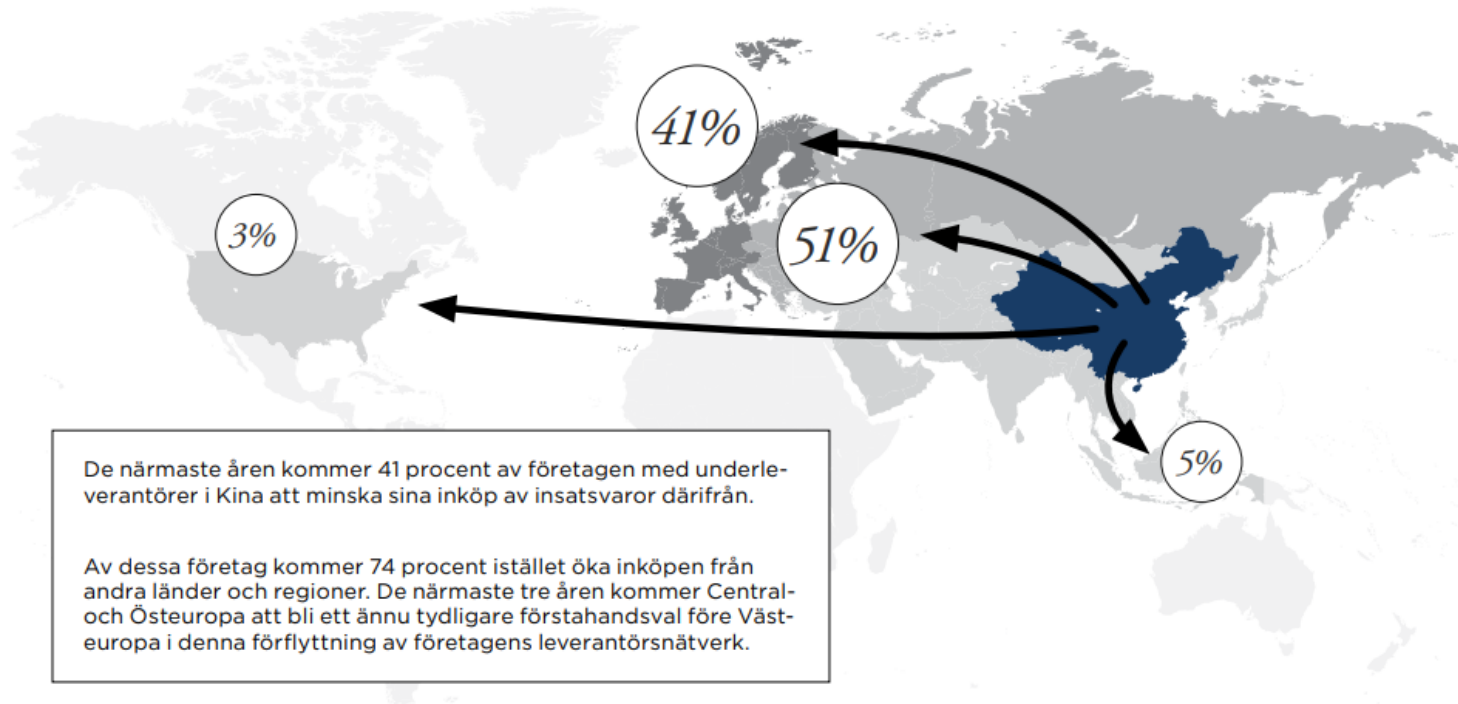 41%
3%
51%
5%
De närmaste åren kommer 41 procent av företagen med underle-
verantörer i Kina att minska sina inköp av insatsvaror därifrån.
Av dessa företag kommer 74 procent istället öka inköpen från
andra länder och regioner. De närmaste tre åren kommer Central-
och Östeuropa att bli ett ännu tydligare förstahandsval före Väst-
europa i denna förflyttning av företagens leverantörsnätverk.